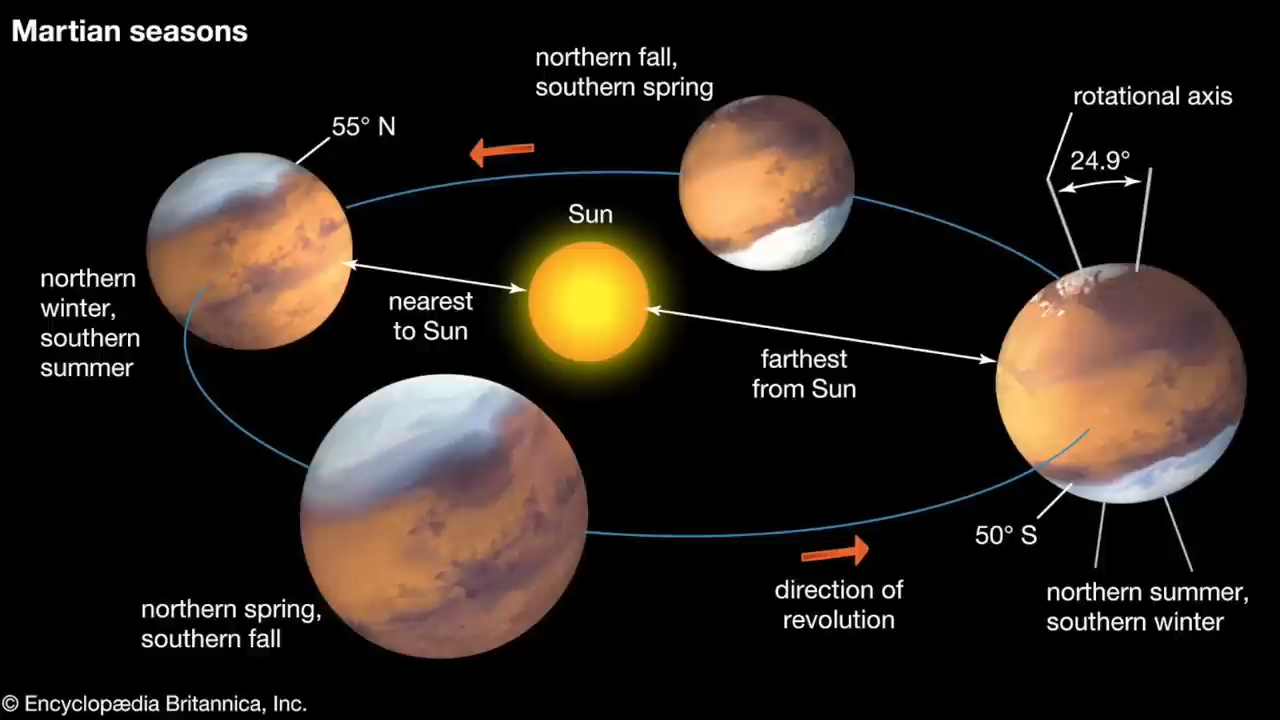 Martian seasons
northern fall,
southern spring
rotational axis
55° N
24.9°
Sun
northern
winter,
southern
summer
nearest
to Sun
farthest
from Sun
50° S
direction of
revolution
northern summer,
southern winter
northern spring,
southern fall
© Encyclopædia Britannica, Inc.